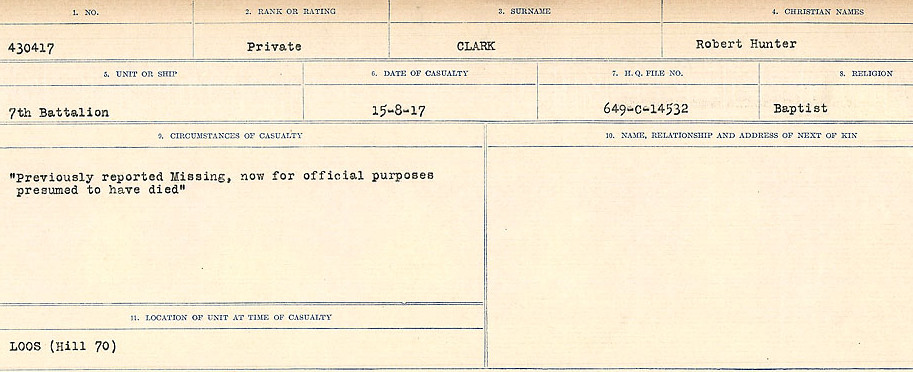 1. NO.
2. RANK OR RATING
3. SURNAME
4. CHRISTIAN NAMES
430417
Private
CLARK
Robert Hunter
5. UNIT OR SHIP
6. DATE OF CASUALTY
7. H. Q. FILE NO.
8. RELIGION
7th Battalion
15-8-17
649-C-14532
Baptist
9. CIRCUMSTANCES OF CASUALTY
10. NAME, RELATIONSHIP AND ADDRESS OF NEXT OF KIN
"Previously reported Missing, now for official purposes
presumed to have died"
11. LOCATION OF UNIT AT TIME OF CASUALTY
LOOS (Hill 70)